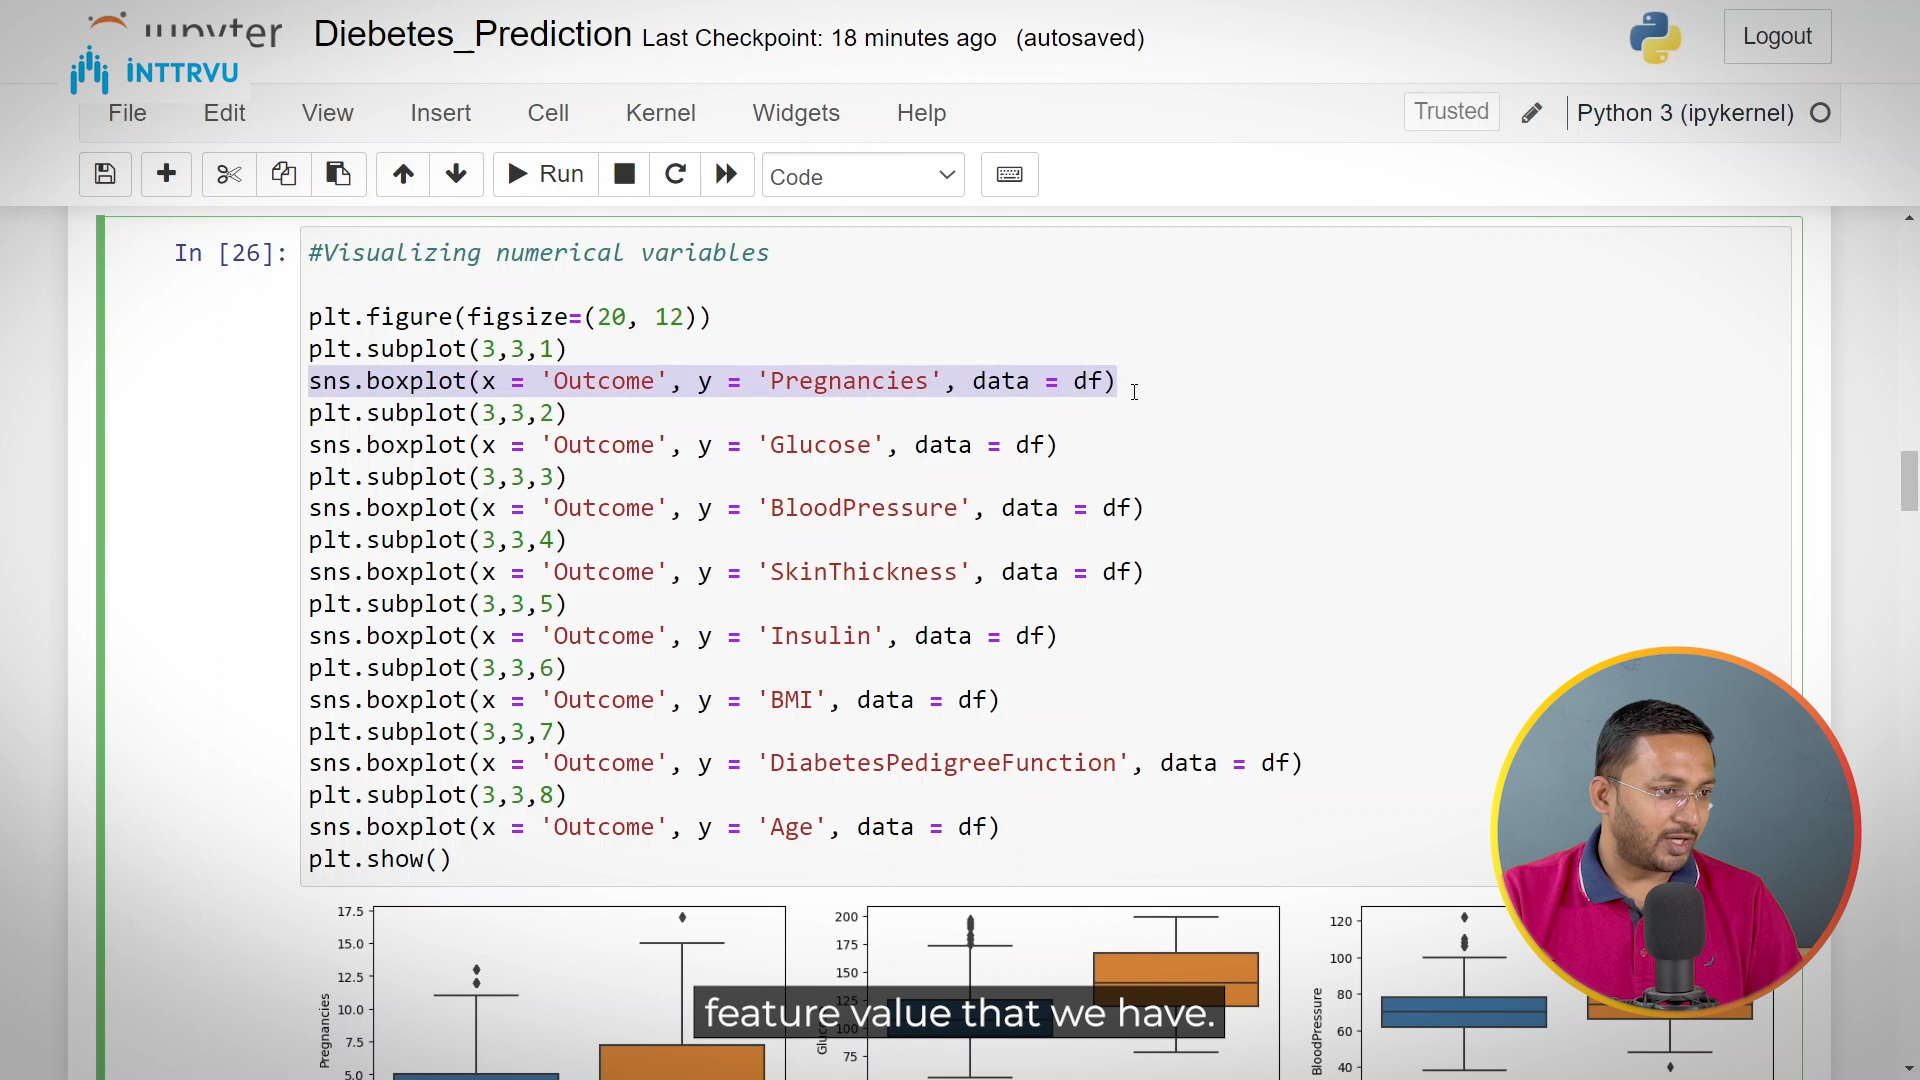 jupyter Diebetes_Prediction Last Checkpoint: 18 minutes ago (autosaved)
Logout
INTTRVU
File Edit View Insert Cell Kernel Widgets Help
Trusted Python 3 (ipykernel)
Run Code
In [26]: #Visualizing numerical variables
plt.figure(figsize=(20, 12))
plt.subplot(3,3,1)
sns.boxplot(x = 'Outcome', y = 'Pregnancies', data = df)
plt.subplot(3,3,2)
sns.boxplot(x = 'Outcome', y = 'Glucose', data = df)
plt.subplot(3,3,3)
sns.boxplot(x = 'Outcome', y = 'BloodPressure', data = df)
plt.subplot(3,3,4)
sns.boxplot(x = 'Outcome', y = 'SkinThickness', data = df)
plt.subplot(3,3,5)
sns.boxplot(x = 'Outcome', y = 'Insulin', data = df)
plt.subplot(3,3,6)
sns.boxplot(x = 'Outcome', y = 'BMI', data = df)
plt.subplot(3,3,7)
sns.boxplot(x = 'Outcome', y = 'DiabetesPedigreeFunction', data = df)
plt.subplot(3,3,8)
sns.boxplot(x = 'Outcome', y = 'Age', data = df)
plt.show()
17.5
15.0
12.5
10.0
7.5
5.0
Pregnancies
200
175
150
125
100
75
120
100
80
60
40
BloodPressure
feature value that we have.